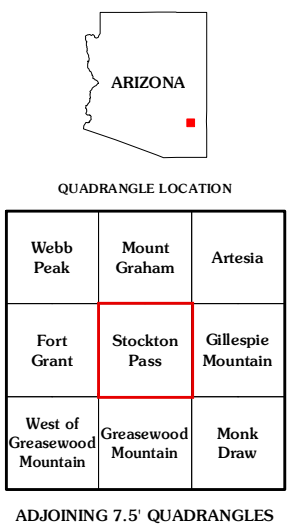 ARIZONA
QUADRANGLE LOCATION
Webb
Peak
Mount
Graham
Artesia
Fort
Grant
Stockton
Pass
Gillespie
Mountain
West of
Greasewood
Mountain
Greasewood
Mountain
Monk
Draw
ADJOINING 7.5' QUADRANGLES